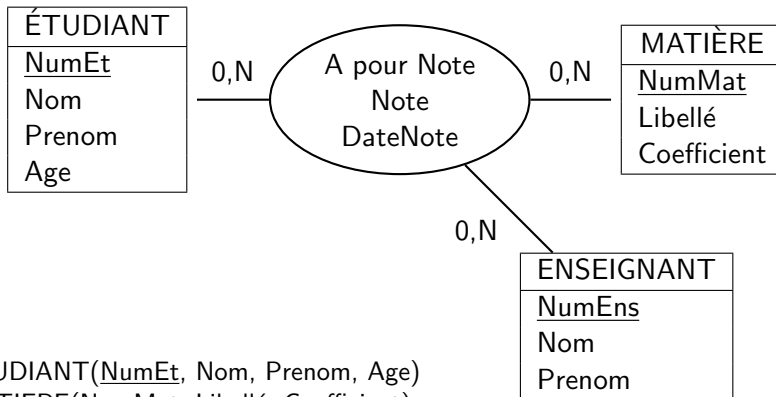 ÉTUDIANT
NumEt
Nom
Prenom
Age
0,N
A pour Note
Note
DateNote
0,N
MATIÈRE
NumMat
Libellé
Coefficient
0,N
ENSEIGNANT
NumEns
Nom
Prenom
UDIANT(NumEt, Nom, Prenom, Age)